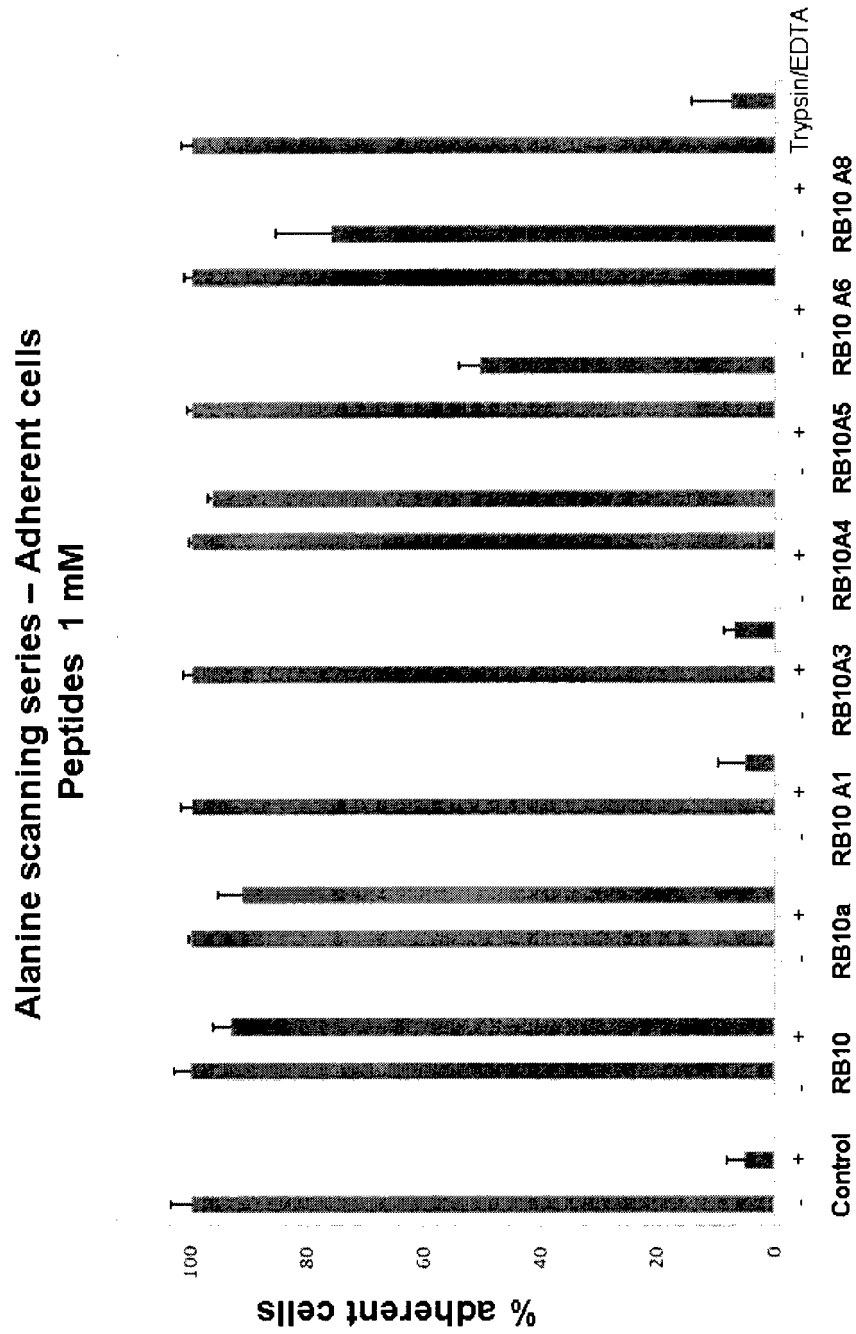 Alanine scanning series – Adherent cells
Peptides 1 mM
% adherent cells
100
80
60
40
20
0
- + - + - + - + - + - + - + - + - + Trypsin/EDTA
Control RB10 RB10a RB10 A1 RB10A3 RB10A4 RB10A5 RB10 A6 RB10 A8